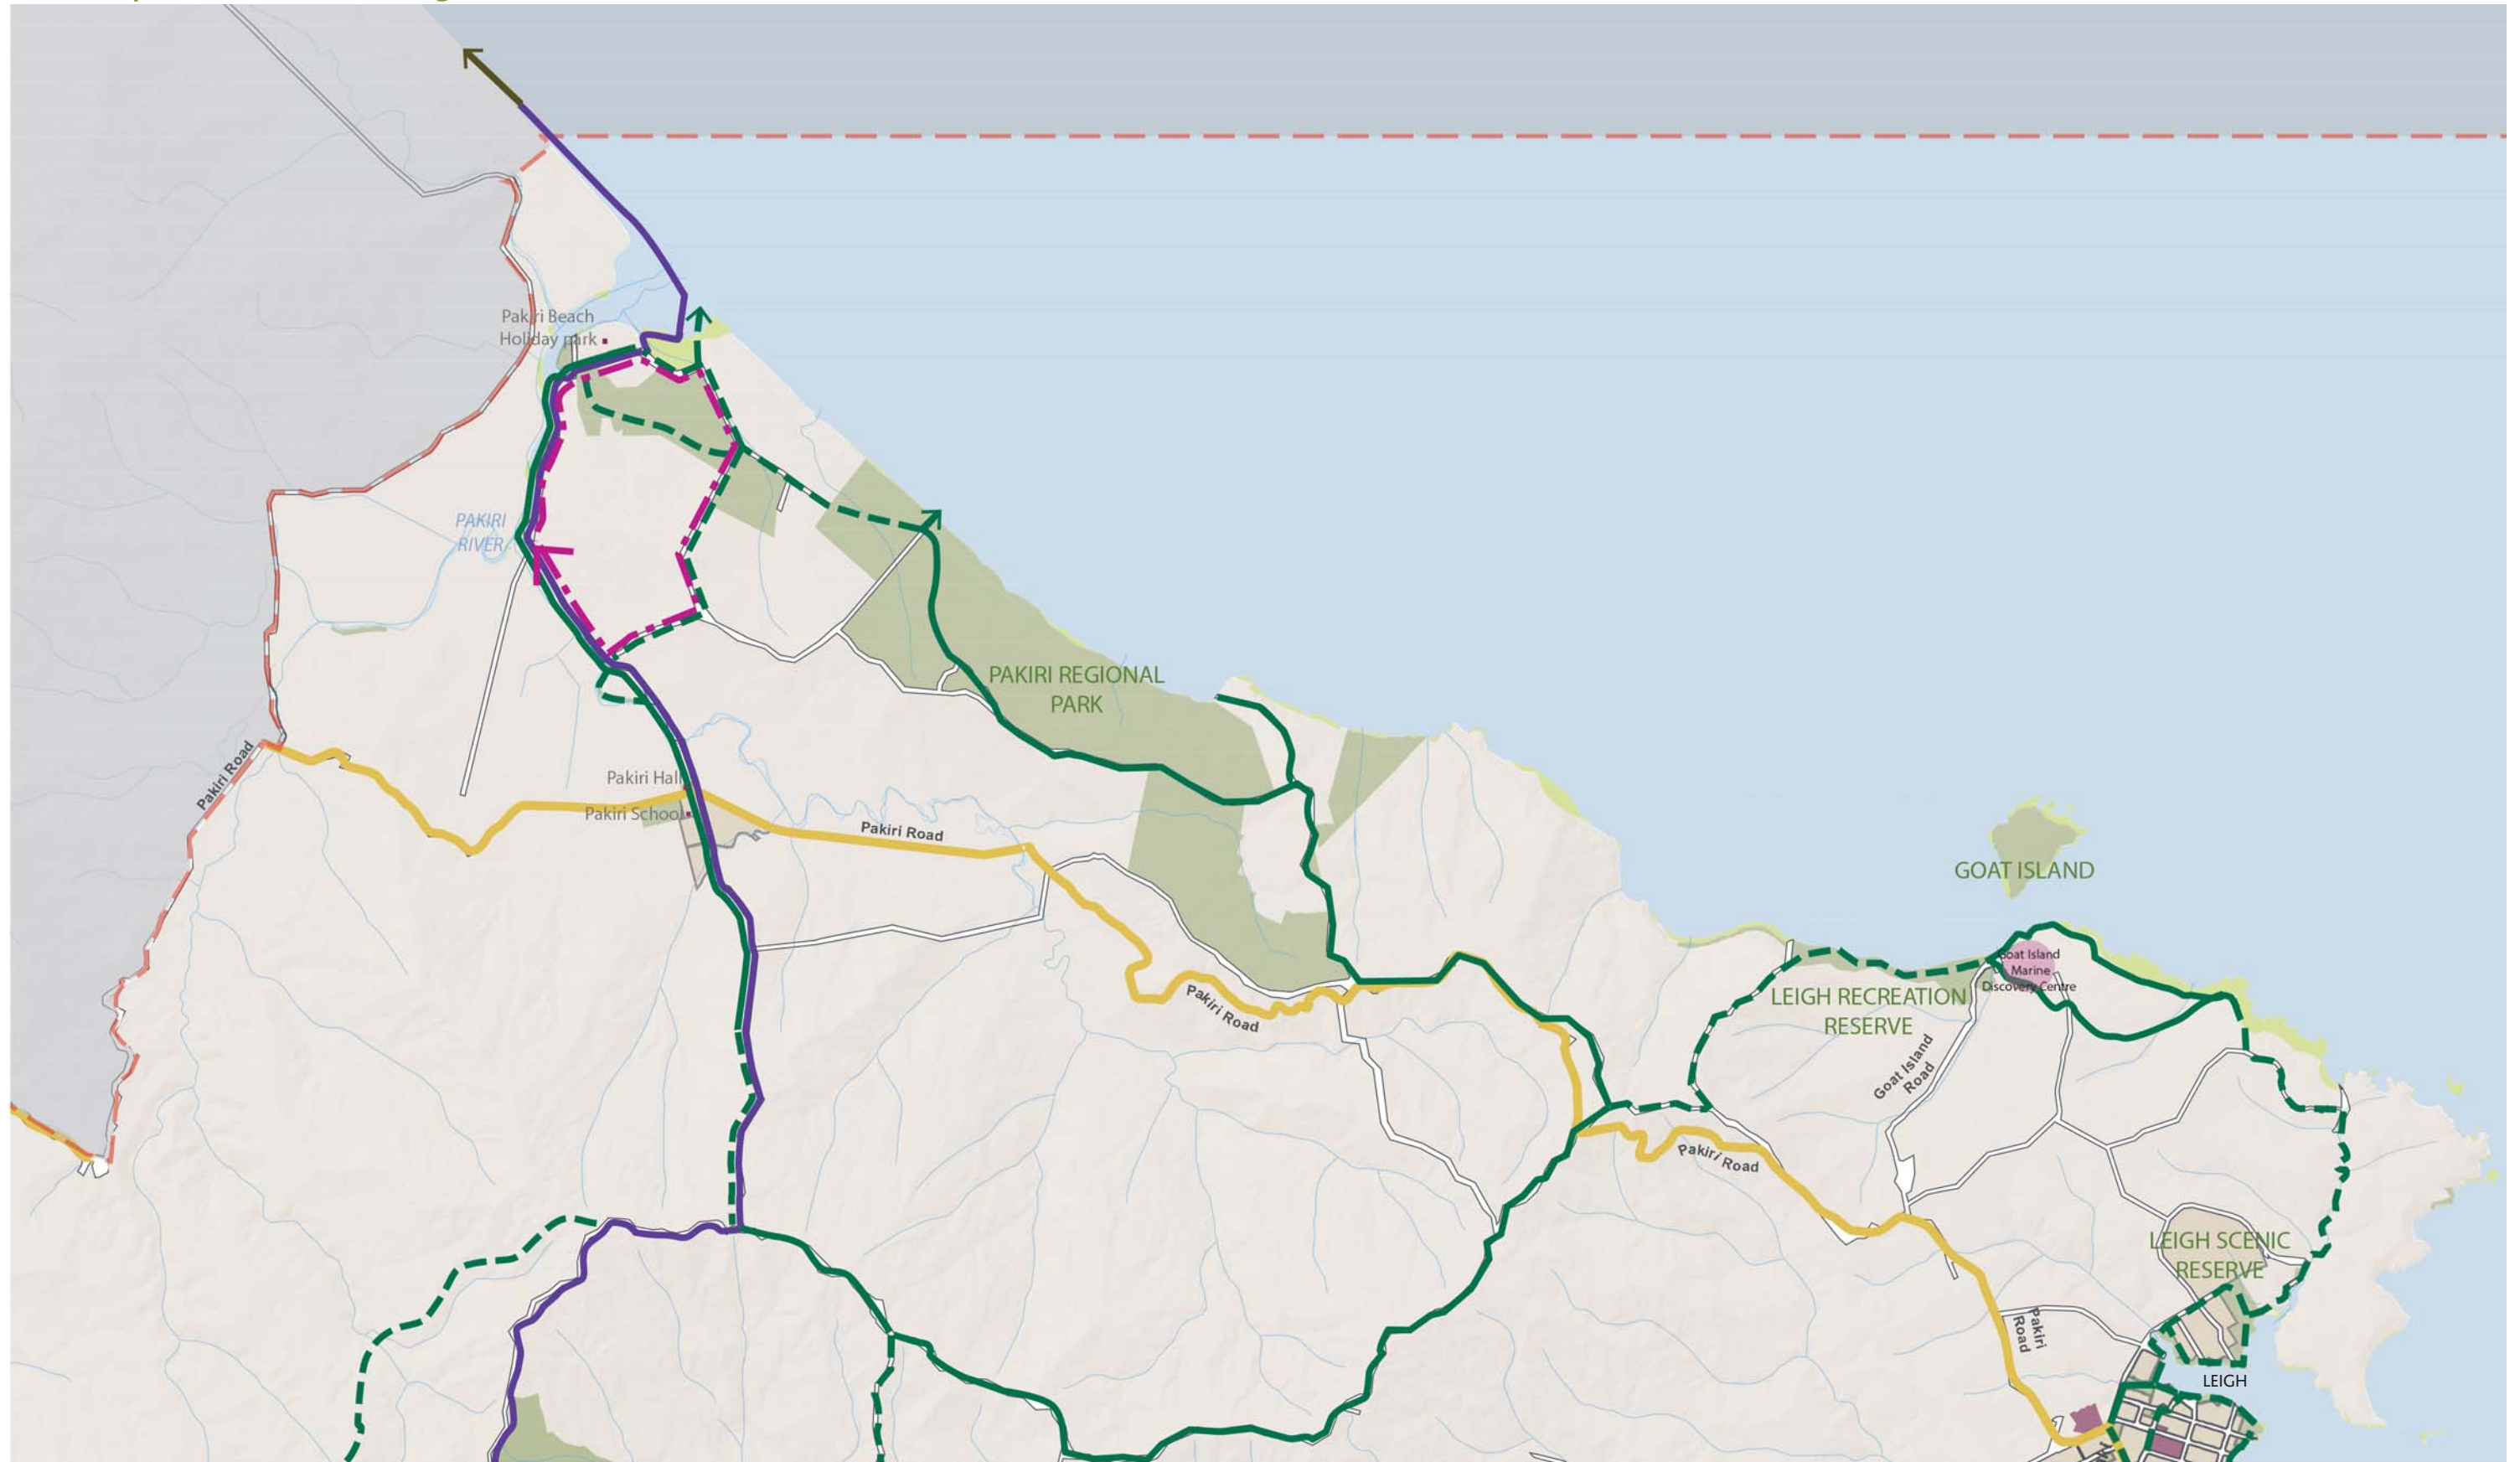 Pakiri Beach
Holiday park
PAKIRI
RIVER
PAKIRI REGIONAL
PARK
Pakiri Road
Pakiri Hall
Pakiri School
Pakiri Road
GOAT ISLAND
Goat Island
Marine
Discovery Centre
LEIGH RECREATION
RESERVE
Pakiri Road
Goat Island
Road
Pakiri Road
LEIGH SCENIC
RESERVE
Pakiri
Road
LEIGH